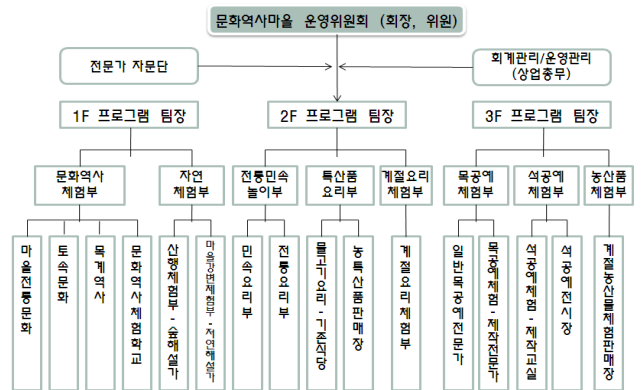 문화역사마을 운영위원회 (회장, 위원)
전문가 자문단
회계관리/운영관리
(상업총무)
1F 프로그램 팀장
2F 프로그램 팀장
3F 프로그램 팀장
문화역사
체험부
자연
체험부
전통민속
놀이부
특산품
요리부
계절요리
체험부
목공예
체험부
석공예
체험부
농산품
체험부
마을전통문화
토속문화
목계역사
문화역사체험학교
산행체험부-숲해설가
마을강변체험부-자연해설가
민속요리부
전통요리부
물고기요리-기존식당
농특산품판매장
계절요리체험부
일반목공예전문가
목공예체험-제작전문가
석공예체험-제작교실
석공예전시장
계절농산물체험판매장